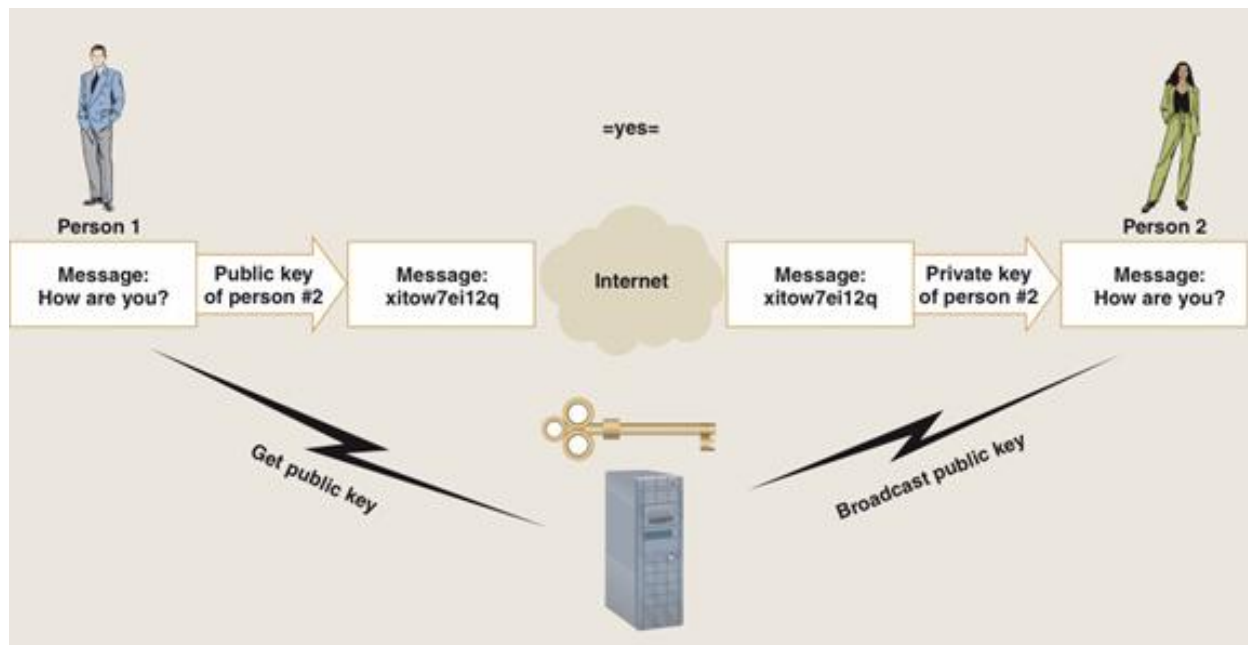 =yes=
Person 1
Person 2
Message:
How are you?
Public key
of person #2
Message:
xitow7ei12q
Internet
Message:
xitow7ei12q
Private key
of person #2
Message:
How are you?
Get public key
Broadcast public key